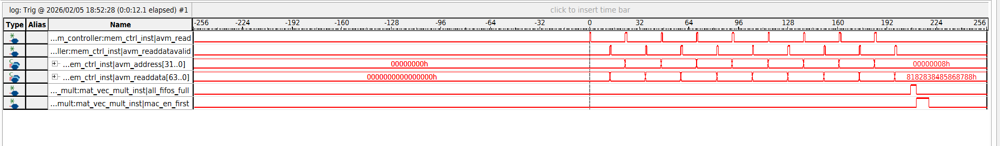 log: Trig @ 2026/02/05 18:52:28 (0:0:12.1 elapsed) #1 click to insert time bar
Type Alias Name -256 -224 -192 -160 -128 -96 -64 -32 0 32 64 96 128 160 192 224 256
...m_controller:mem_ctrl_inst|avm_read
...ller:mem_ctrl_inst|avm_readdatavalid
...em_ctrl_inst|avm_address[31..0] 00000000h 00000008h
...em_ctrl_inst|avm_readdata[63..0] 0000000000000000h 8182838485868788h
..._mult:mat_vec_mult_inst|all_fifos_full
...mult:mat_vec_mult_inst|mac_en_first